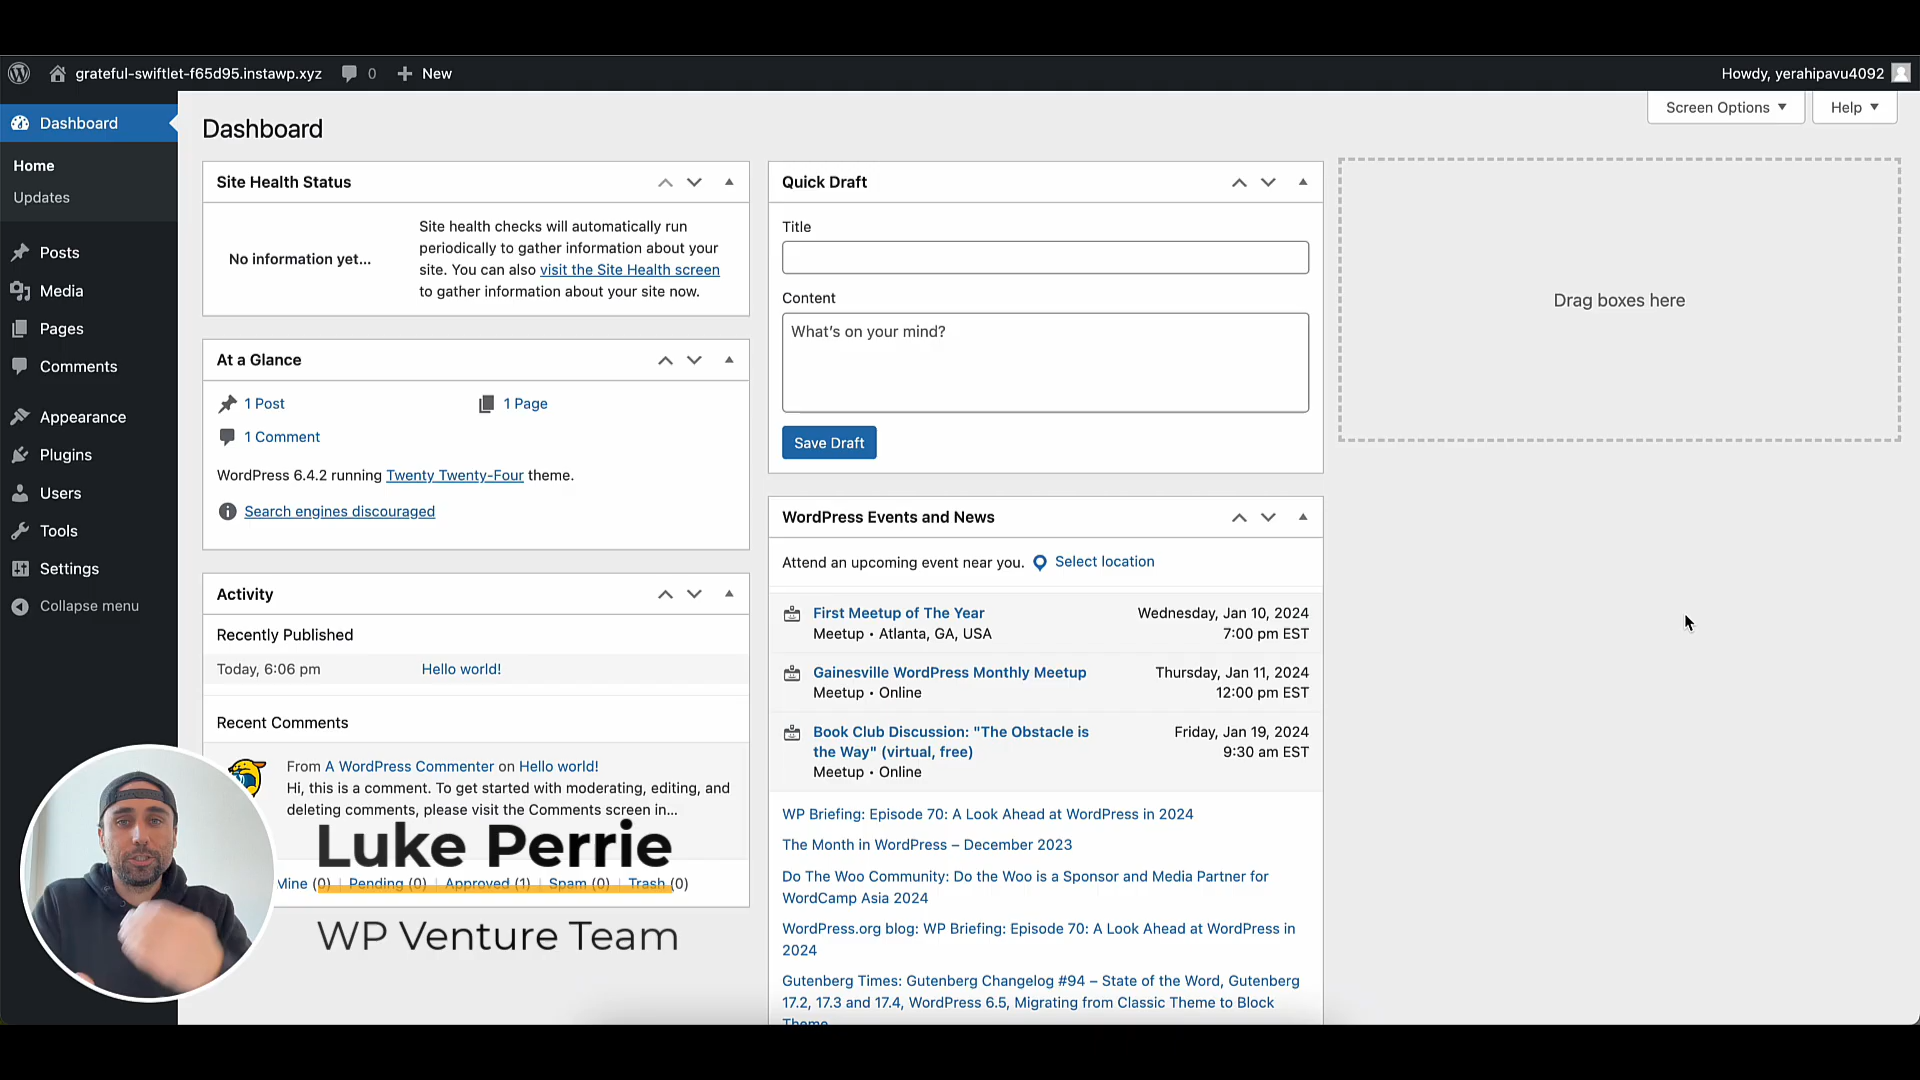 grateful-swiftlet-f65d95.instawp.xyz 0 New Howdy, yerahipavu4092
Screen Options Help
Dashboard
Home
Updates
Posts
Media
Pages
Comments
Appearance
Plugins
Users
Tools
Settings
Collapse menu
Dashboard
Site Health Status
No information yet...
Site health checks will automatically run
periodically to gather information about your
site. You can also visit the Site Health screen
to gather information about your site now.
At a Glance
1 Post 1 Page
1 Comment
WordPress 6.4.2 running Twenty Twenty-Four theme.
Search engines discouraged
Activity
Recently Published
Today, 6:06 pm Hello world!
Recent Comments
From A WordPress Commenter on Hello world!
Hi, this is a comment. To get started with moderating, editing, and
deleting comments, please visit the Comments screen in...
Luke Perrie
Mine (0) | Pending (0) | Approved (1) | Spam (0) | Trash (0)
WP Venture Team
Quick Draft
Title
Content
What's on your mind?
Save Draft
WordPress Events and News
Attend an upcoming event near you. Select location
First Meetup of The Year Wednesday, Jan 10, 2024
Meetup • Atlanta, GA, USA 7:00 pm EST
Gainesville WordPress Monthly Meetup Thursday, Jan 11, 2024
Meetup • Online 12:00 pm EST
Book Club Discussion: "The Obstacle is Friday, Jan 19, 2024
the Way" (virtual, free) 9:30 am EST
Meetup • Online
WP Briefing: Episode 70: A Look Ahead at WordPress in 2024
The Month in WordPress – December 2023
Do The Woo Community: Do the Woo is a Sponsor and Media Partner for
WordCamp Asia 2024
WordPress.org blog: WP Briefing: Episode 70: A Look Ahead at WordPress in
2024
Gutenberg Times: Gutenberg Changelog #94 – State of the Word, Gutenberg
17.2, 17.3 and 17.4, WordPress 6.5, Migrating from Classic Theme to Block
Theme
Drag boxes here